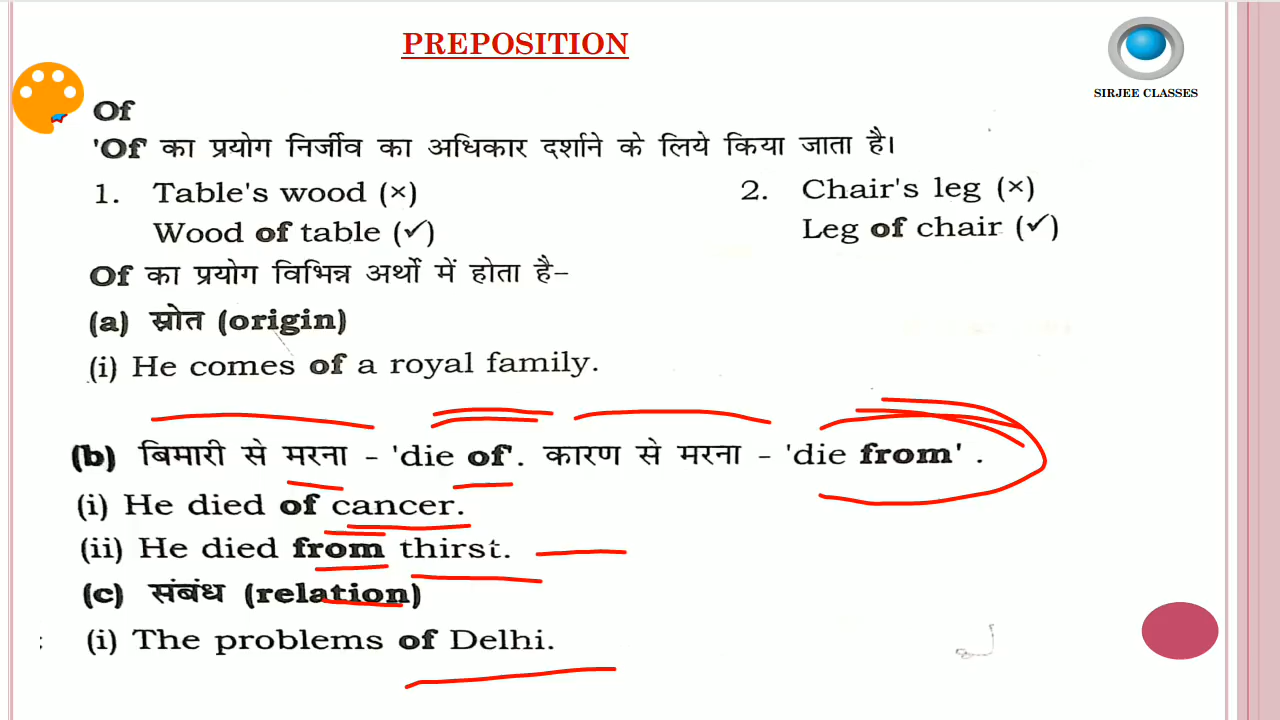 PREPOSITION
SIRJEE CLASSES
Of
'Of' का प्रयोग निर्जीव का अधिकार दर्शाने के लिये किया जाता है।
1. Table's wood (×) 2. Chair's leg (×)
Wood of table (✓) Leg of chair (✓)
Of का प्रयोग विभिन्न अर्थो में होता है–
(a) स्रोत (origin)
(i) He comes of a royal family.
(b) बिमारी से मरना - 'die of'. कारण से मरना - 'die from' .
(i) He died of cancer.
(ii) He died from thirst.
(c) संबंध (relation)
(i) The problems of Delhi.